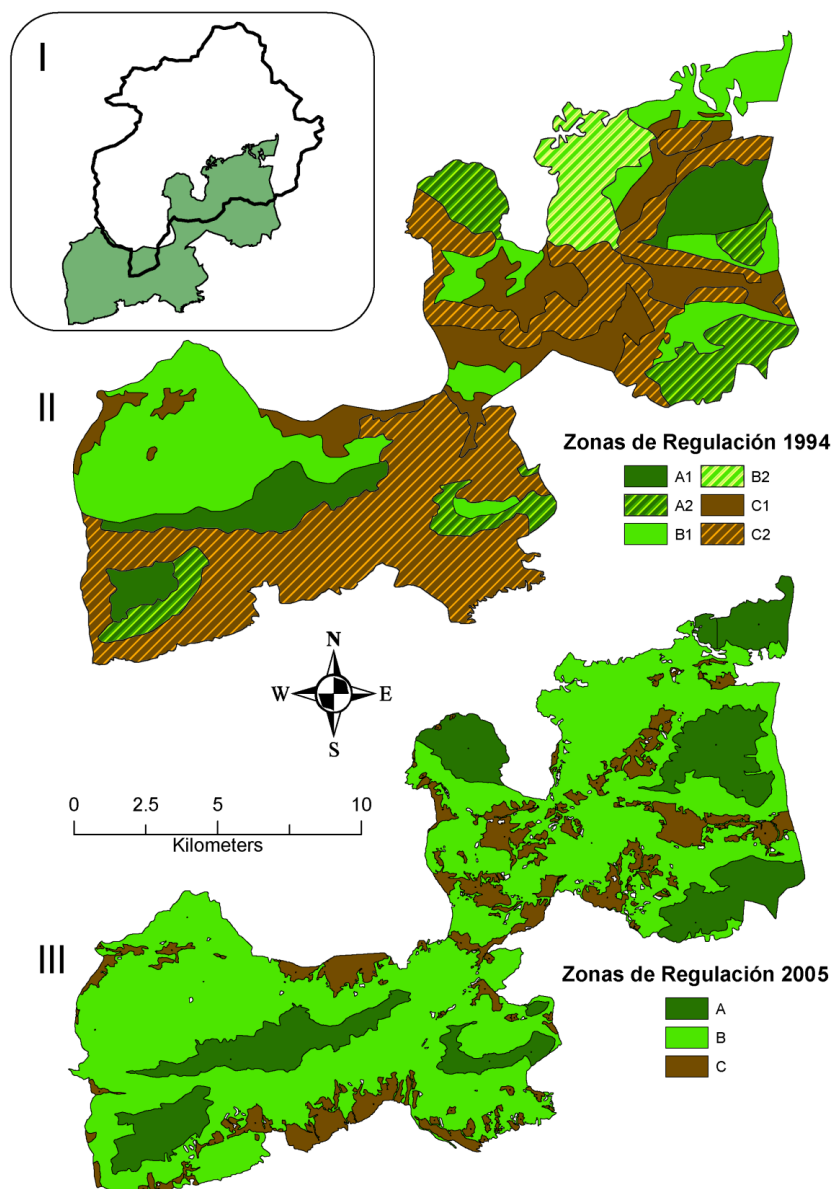 I
II
Zonas de Regulación 1994
A1 B2
A2 C1
B1 C2
N
W E
S
0 2.5 5 10
Kilometers
III
Zonas de Regulación 2005
A
B
C